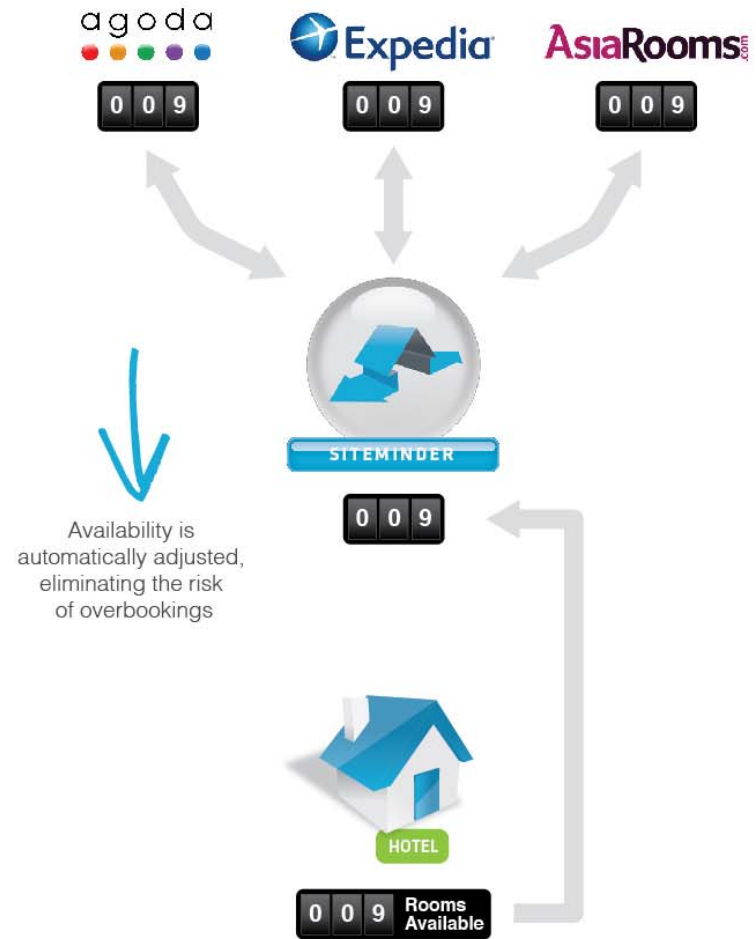 agoda
Expedia
AsiaRooms.com
009
009
009
SITEMINDER
009
Availability is
automatically adjusted,
eliminating the risk
of overbookings
HOTEL
009 Rooms
Available